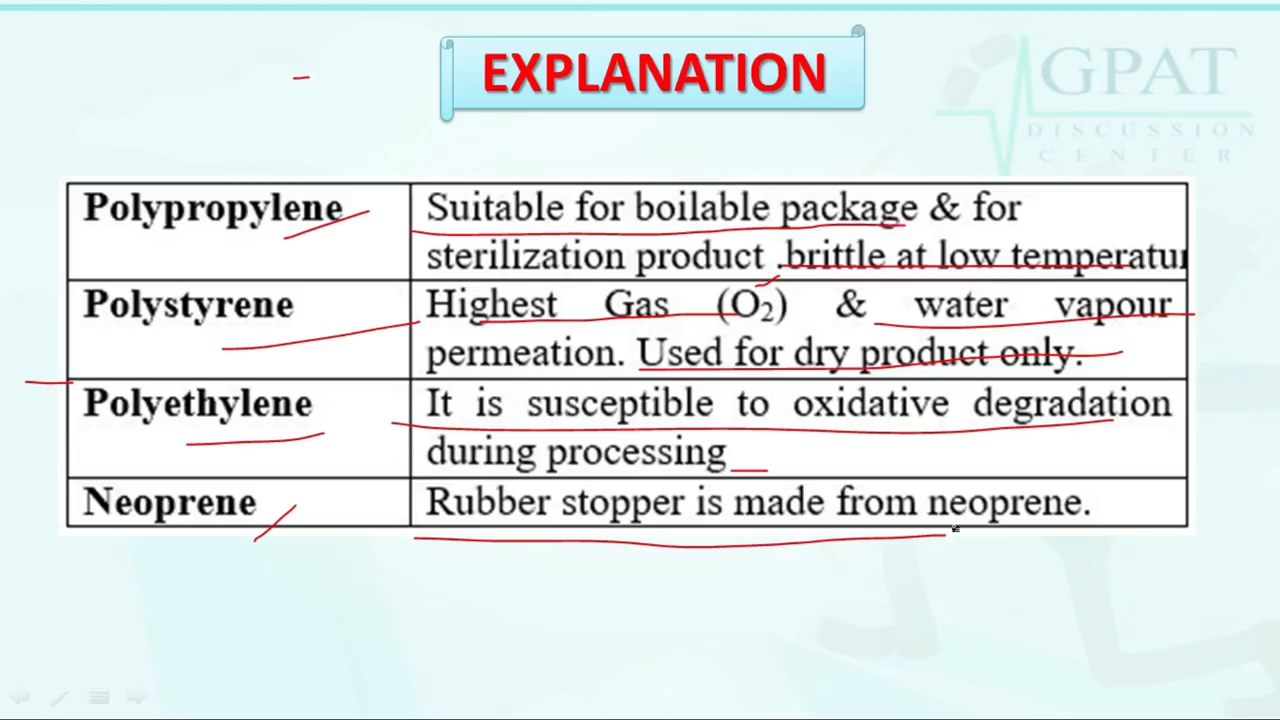 EXPLANATION
GPAT
DISCUSSION
CENTER
Polypropylene
Suitable for boilable package & for
sterilization product .brittle at low temperatur
Polystyrene
Highest Gas (O₂) & water vapour
permeation. Used for dry product only.
Polyethylene
It is susceptible to oxidative degradation
during processing
Neoprene
Rubber stopper is made from neoprene.